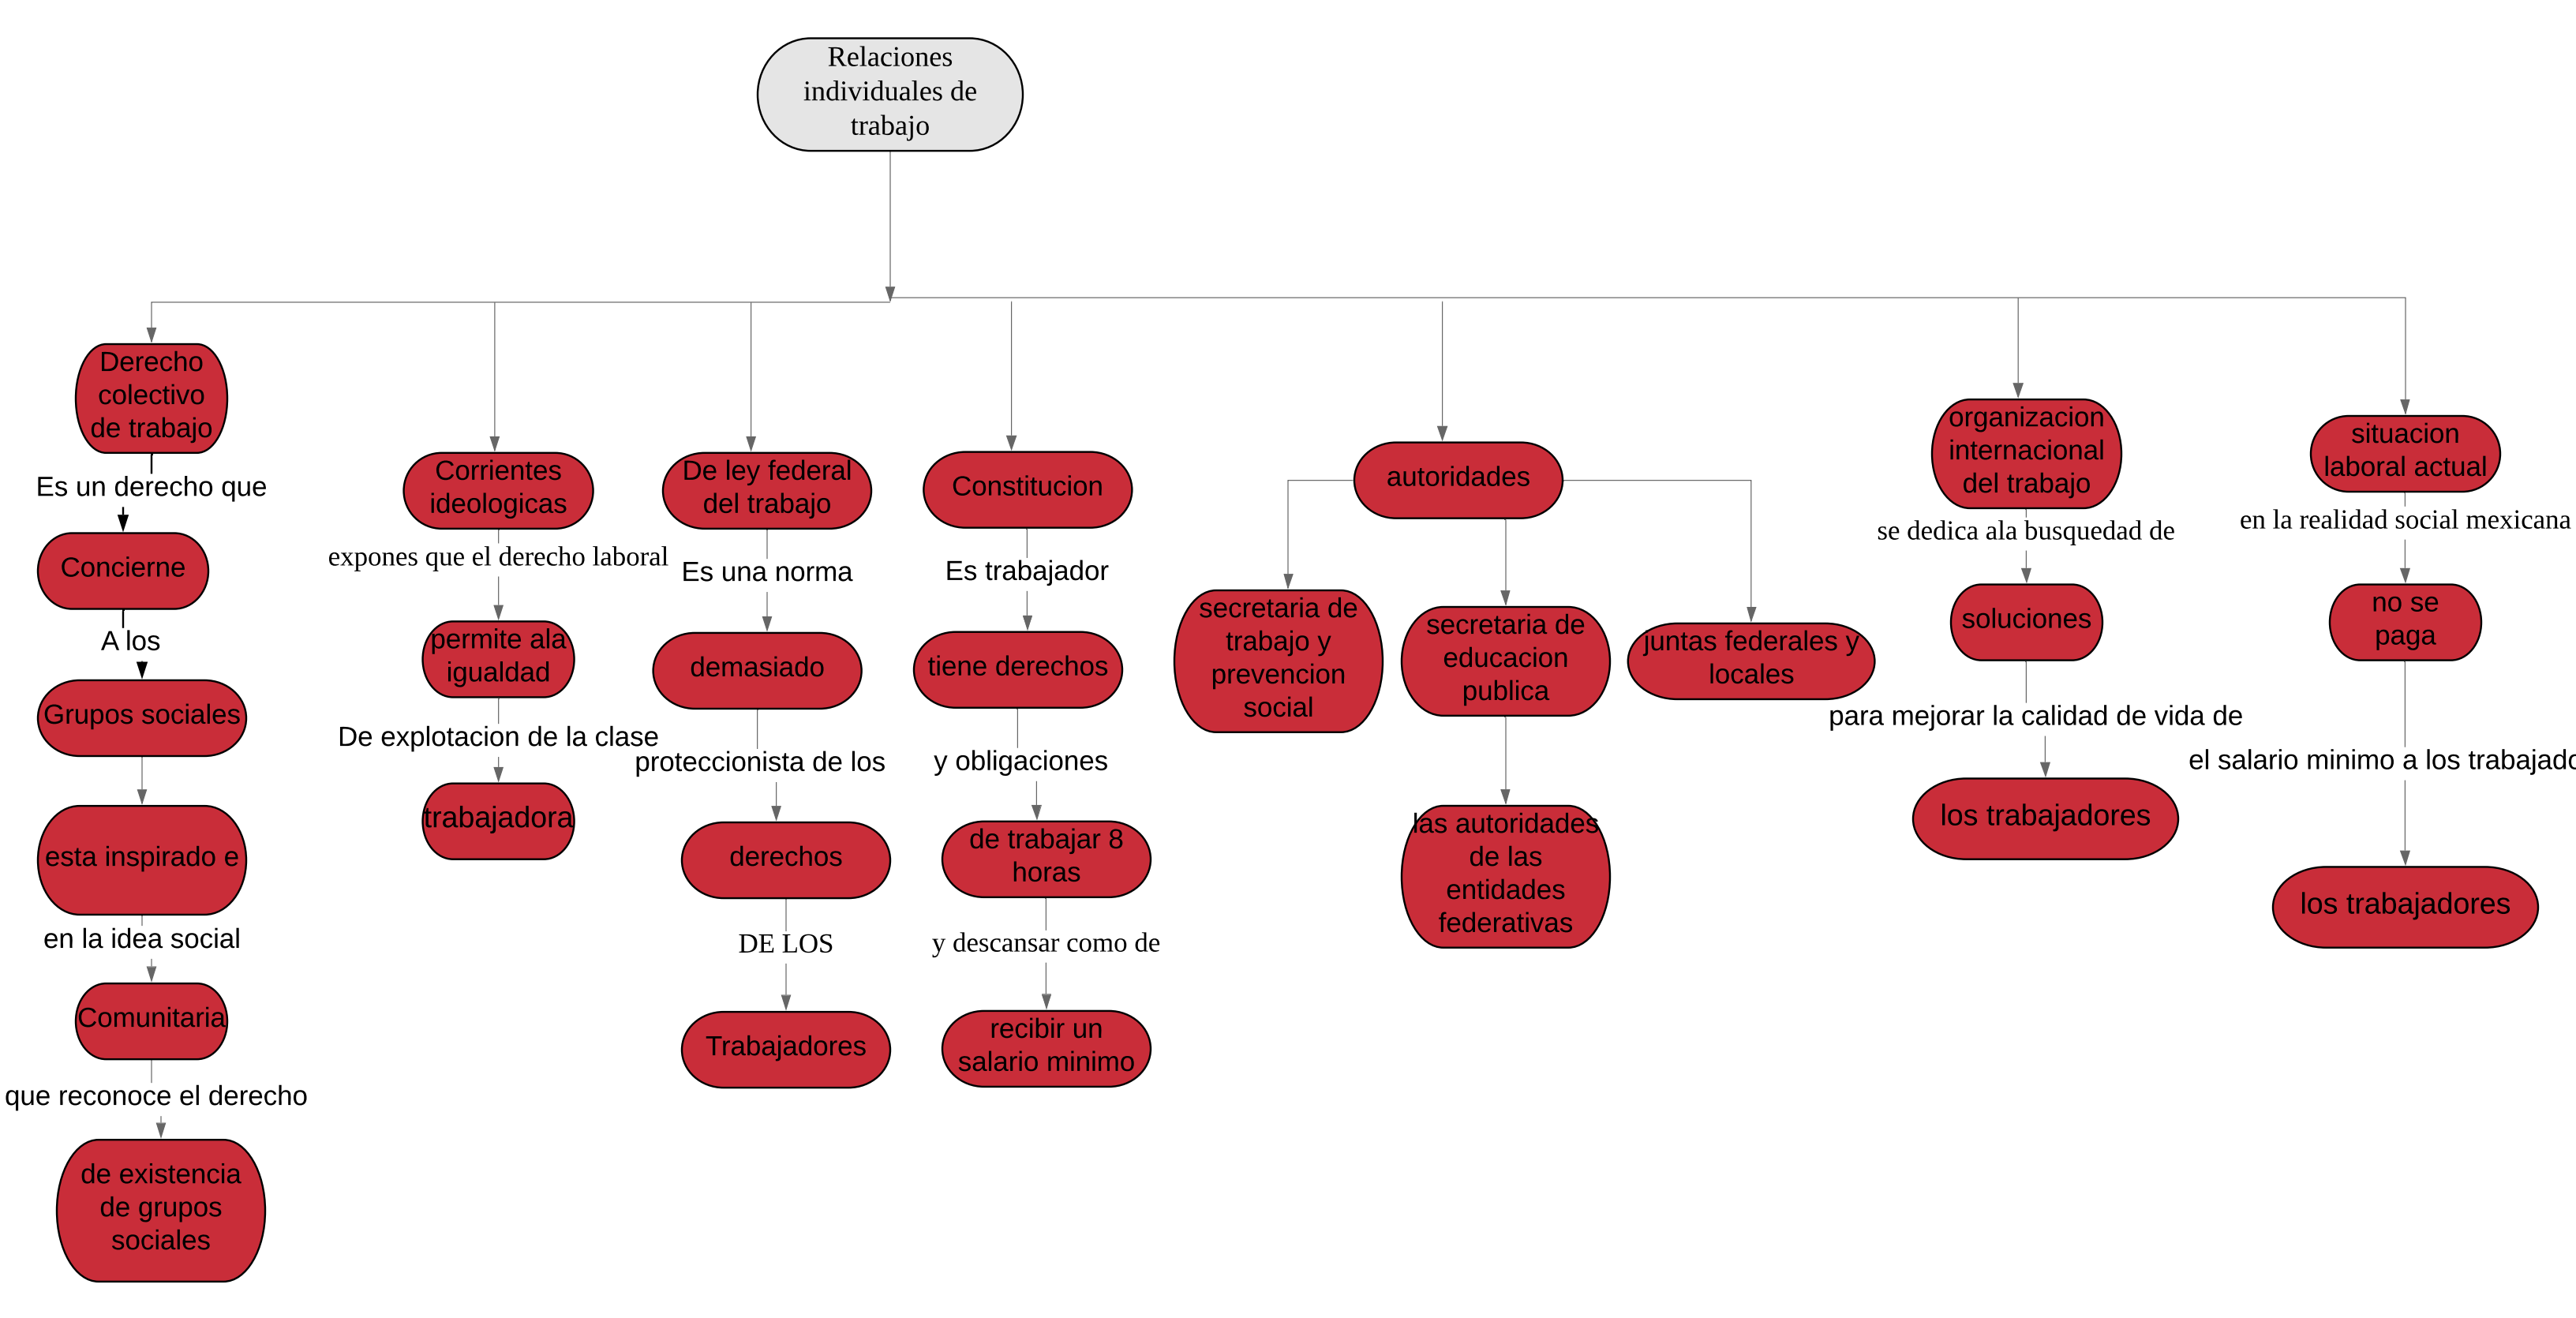 Relaciones
individuales de
trabajo
Derecho
colectivo
de trabajo
Es un derecho que
Concierne
A los
Grupos sociales
esta inspirado e
en la idea social
Comunitaria
que reconoce el derecho
de existencia
de grupos
sociales
Corrientes
ideologicas
expones que el derecho laboral
permite ala
igualdad
De explotacion de la clase
trabajadora
De ley federal
del trabajo
Es una norma
demasiado
proteccionista de los
derechos
DE LOS
Trabajadores
Constitucion
Es trabajador
tiene derechos
y obligaciones
de trabajar 8
horas
y descansar como de
recibir un
salario minimo
autoridades
secretaria de
trabajo y
prevencion
social
secretaria de
educacion
publica
las autoridades
de las
entidades
federativas
juntas federales y
locales
organizacion
internacional
del trabajo
se dedica ala busquedad de
soluciones
para mejorar la calidad de vida de
los trabajadores
situacion
laboral actual
en la realidad social mexicana
no se
paga
el salario minimo a los trabajado
los trabajadores